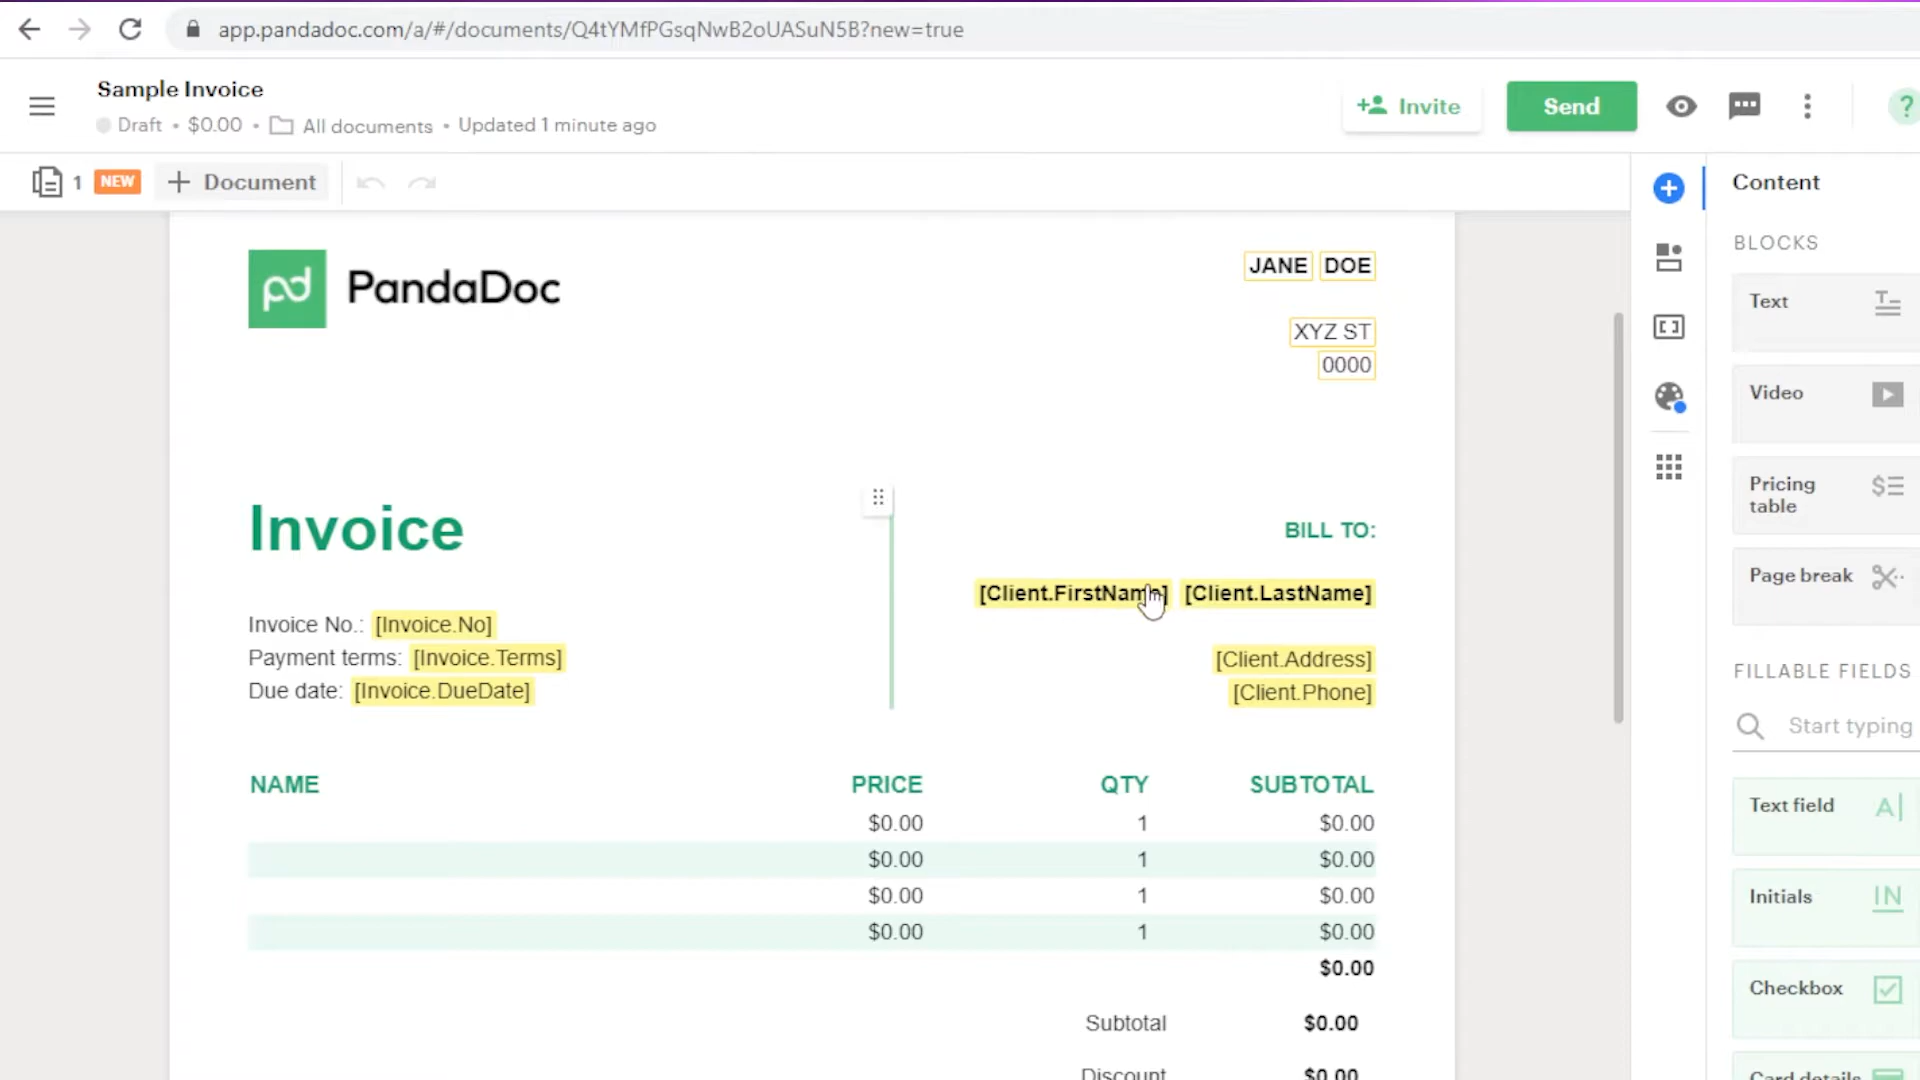 app.pandadoc.com/a/#/documents/Q4tYMfPGsqNwB2oUASuN5B?new=true
Sample Invoice
Draft • $0.00 • All documents • Updated 1 minute ago
Invite
Send
?
1 NEW + Document
pd PandaDoc
JANE DOE
XYZ ST
0000
Invoice
BILL TO:
[Client.FirstName] [Client.LastName]
Invoice No.: [Invoice.No]
Payment terms: [Invoice.Terms]
Due date: [Invoice.DueDate]
[Client.Address]
[Client.Phone]
NAME PRICE QTY SUBTOTAL
$0.00 1 $0.00
$0.00 1 $0.00
$0.00 1 $0.00
$0.00 1 $0.00
$0.00
Subtotal $0.00
Discount $0.00
Content
BLOCKS
Text
Video
Pricing
table
Page break
FILLABLE FIELDS
Start typing
Text field
Initials
IN
Checkbox
Card details